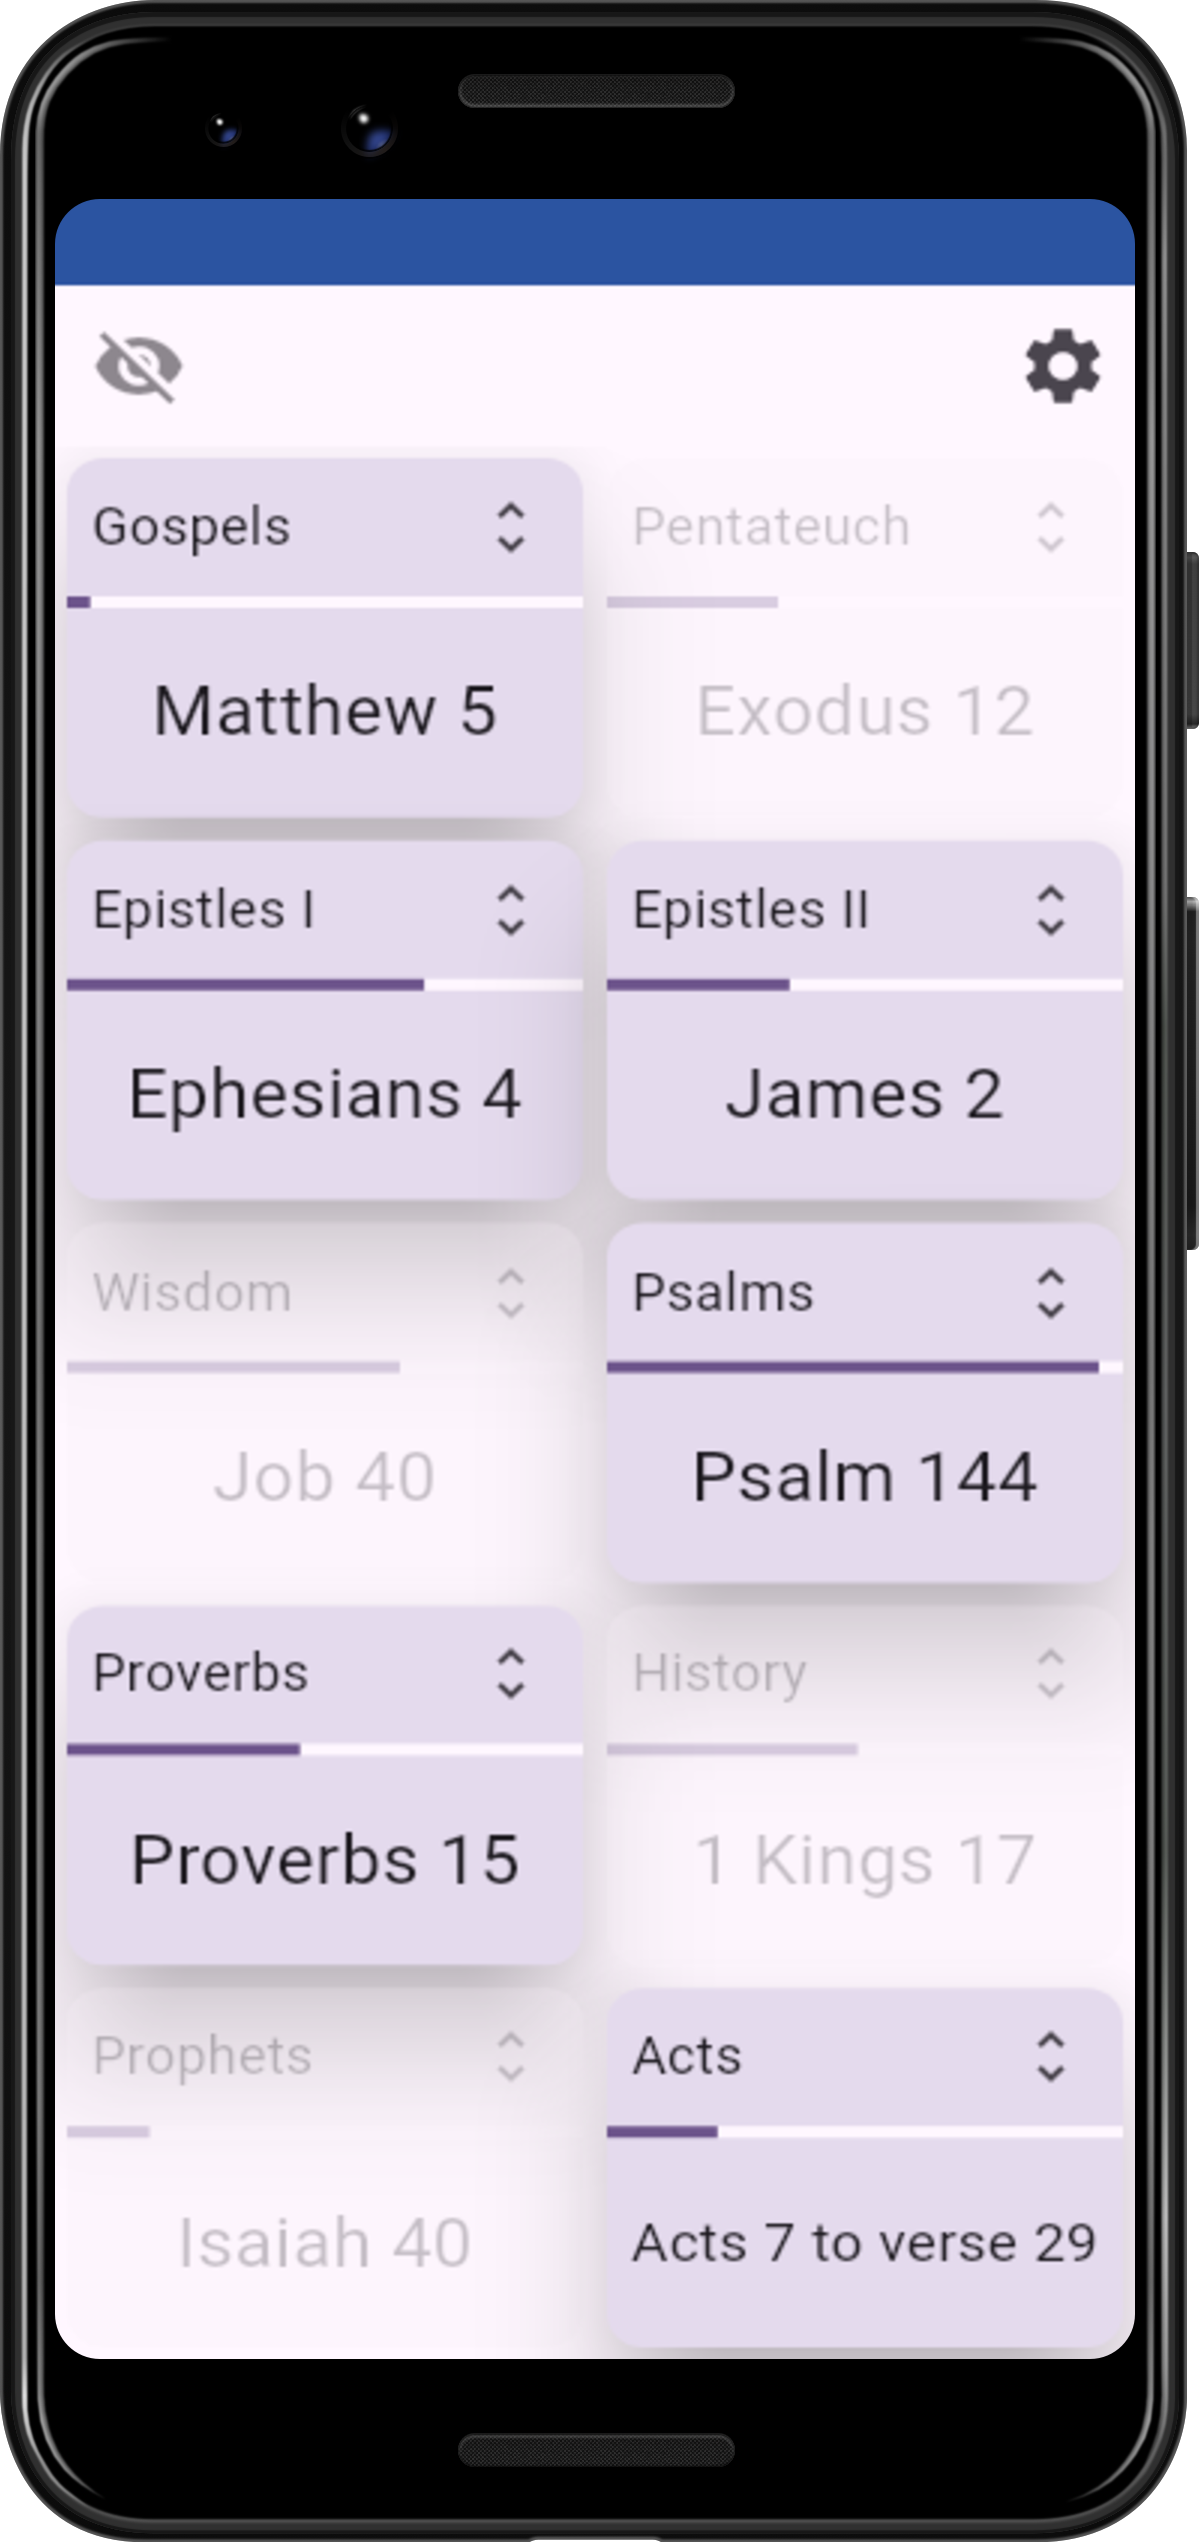 Gospels
Matthew 5
Pentateuch
Exodus 12
Epistles I
Ephesians 4
Epistles II
James 2
Wisdom
Job 40
Psalms
Psalm 144
Proverbs
Proverbs 15
History
1 Kings 17
Prophets
Isaiah 40
Acts
Acts 7 to verse 29